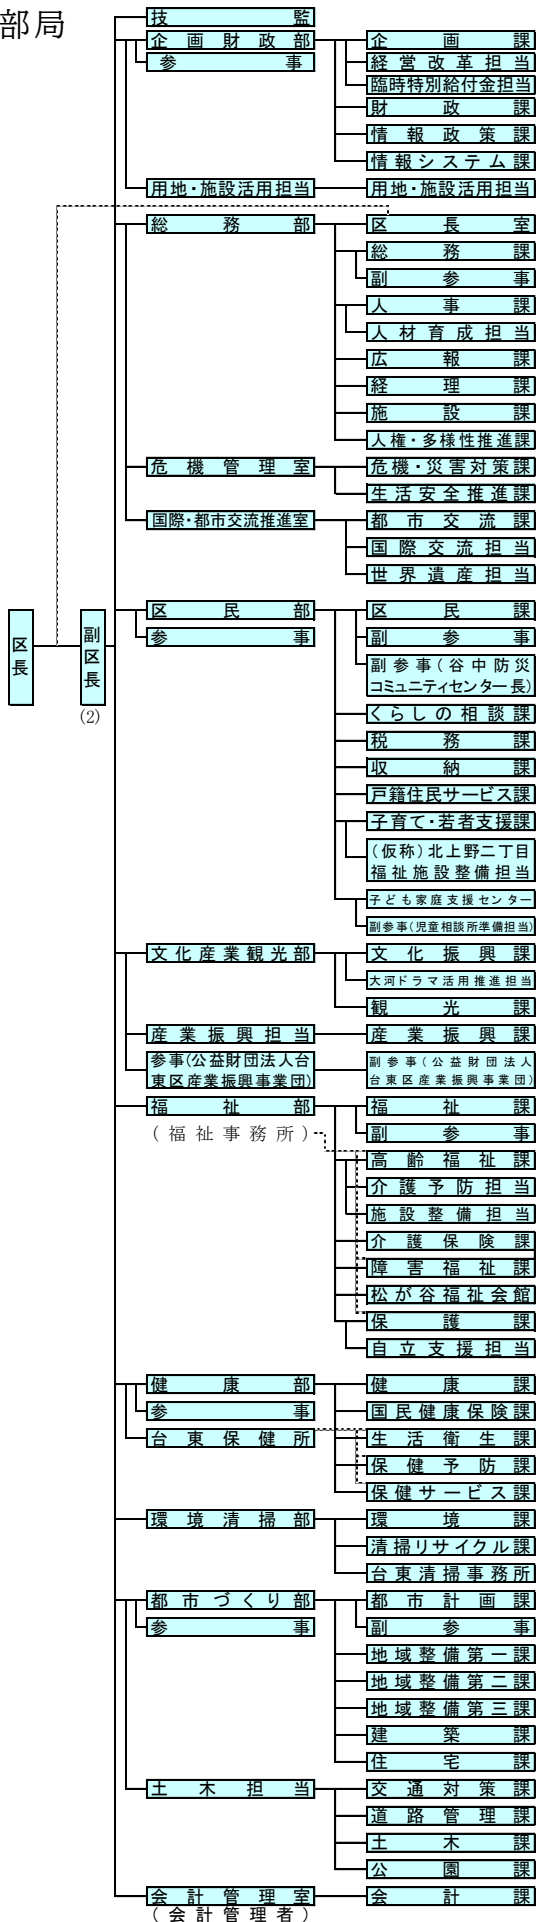 部局
技監
企画財政部
企画課
参事
経営改革担当
臨時特別給付金担当
財政課
情報政策課
情報システム課
用地・施設活用担当
用地・施設活用担当
総務部
区長室
総務課
副参事
人事課
人材育成担当
広報課
経理課
施設課
人権・多様性推進課
危機管理室
危機・災害対策課
生活安全推進課
国際・都市交流推進室
都市交流課
国際交流担当
世界遺産担当
区長
副区長
(2)
区民部
区民課
参事
副参事
副参事(谷中防災
コミュニティセンター長)
くらしの相談課
税務課
収納課
戸籍住民サービス課
子育て・若者支援課
(仮称)北上野二丁目
福祉施設整備担当
子ども家庭支援センター
副参事(児童相談所準備担当)
文化産業観光部
文化振興課
大河ドラマ活用推進担当
観光課
産業振興担当
産業振興課
参事(公益財団法人台
東区産業振興事業団)
副参事(公益財団法人
台東区産業振興事業団)
福祉部
福祉課
(福祉事務所)
副参事
高齢福祉課
介護予防担当
施設整備担当
介護保険課
障害福祉課
松が谷福祉会館
保護課
自立支援担当
健康部
健康課
参事
国民健康保険課
台東保健所
生活衛生課
保健予防課
保健サービス課
環境清掃部
環境課
清掃リサイクル課
台東清掃事務所
都市づくり部
都市計画課
参事
副参事
地域整備第一課
地域整備第二課
地域整備第三課
建築課
住宅課
土木担当
交通対策課
道路管理課
土木課
公園課
会計管理室
会計課
(会計管理者)